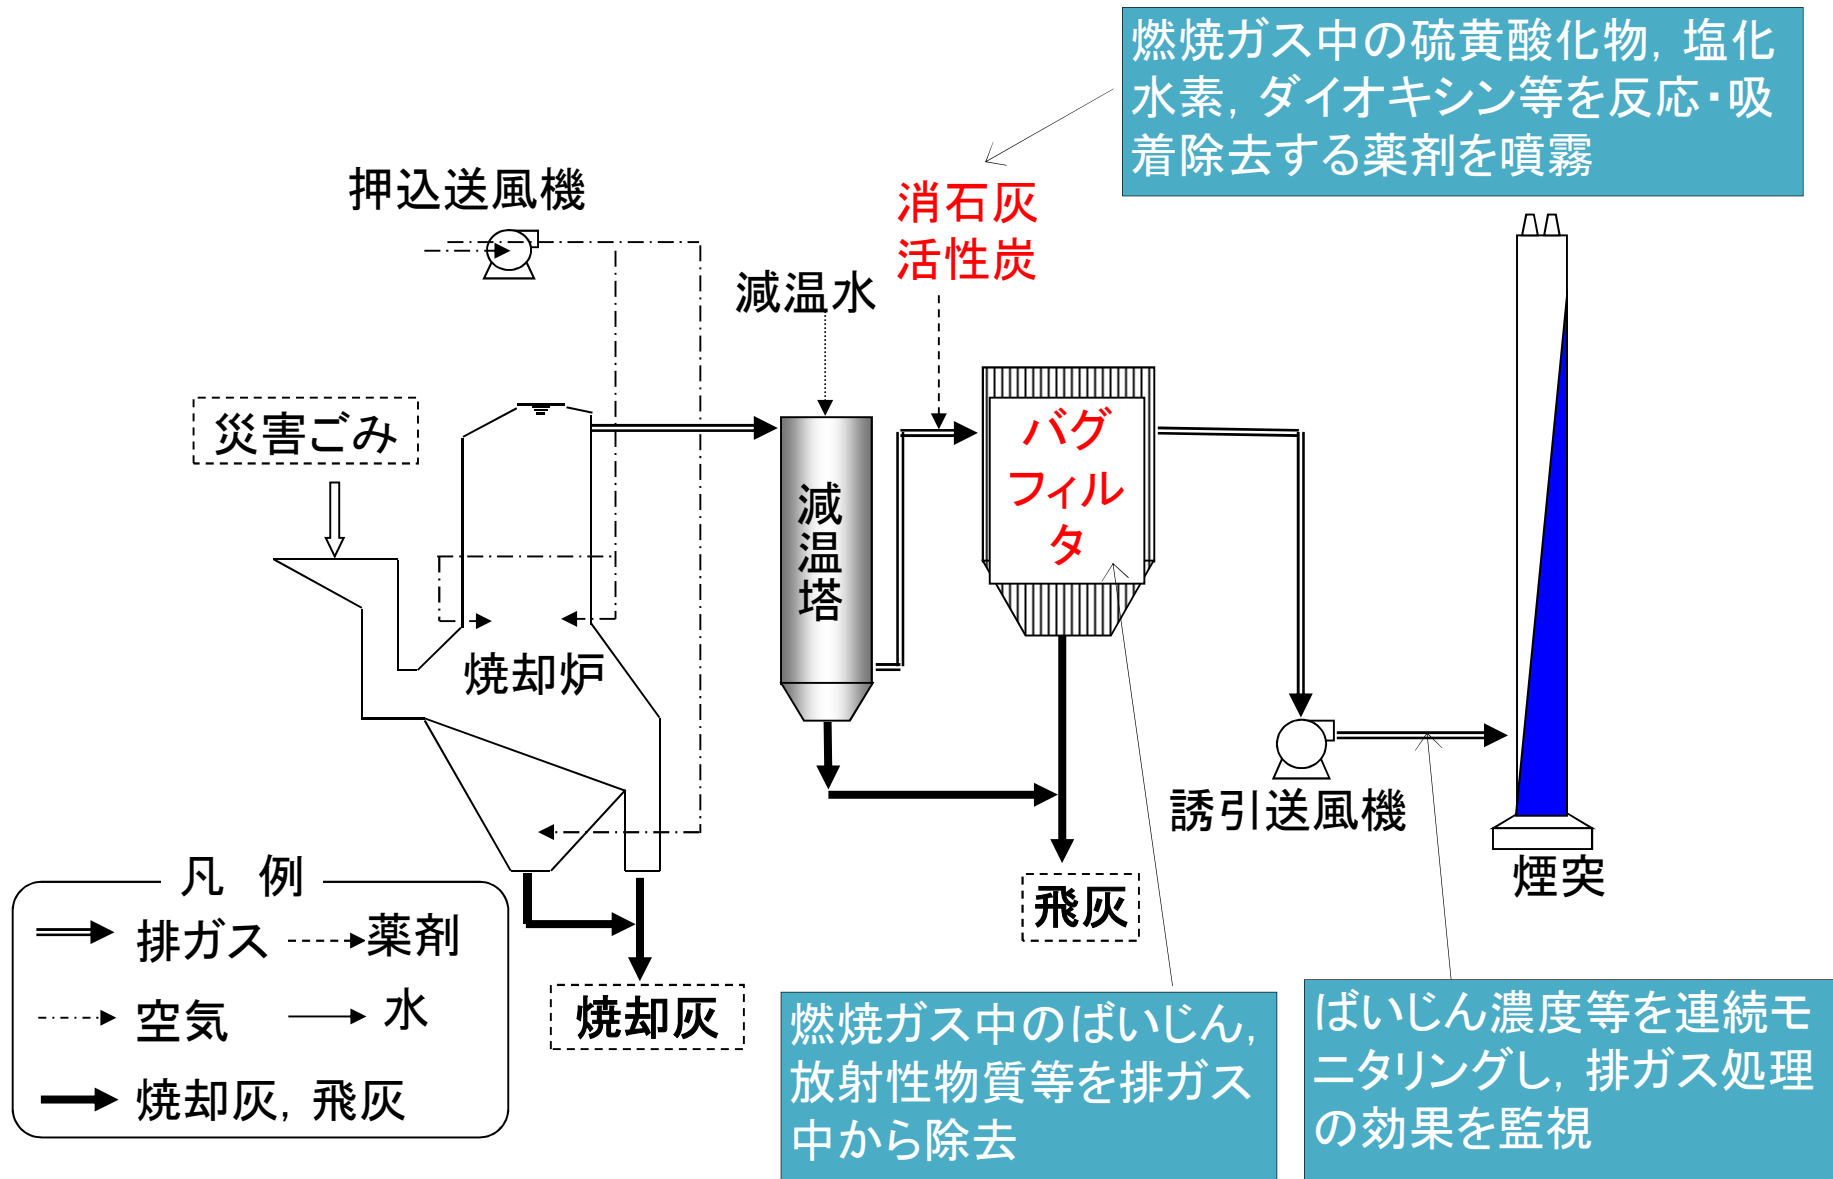 燃焼ガス中の硫黄酸化物，塩化
水素，ダイオキシン等を反応・吸
着除去する薬剤を噴霧
押込送風機
消石灰
活性炭
減温水
災害ごみ
バグ
フィル
タ
減
温
塔
焼却炉
誘引送風機
煙突
凡　例
排ガス
薬剤
空気
水
焼却灰，飛灰
飛灰
焼却灰
燃焼ガス中のばいじん，
放射性物質等を排ガス
中から除去
ばいじん濃度等を連続モ
ニタリングし，排ガス処理
の効果を監視